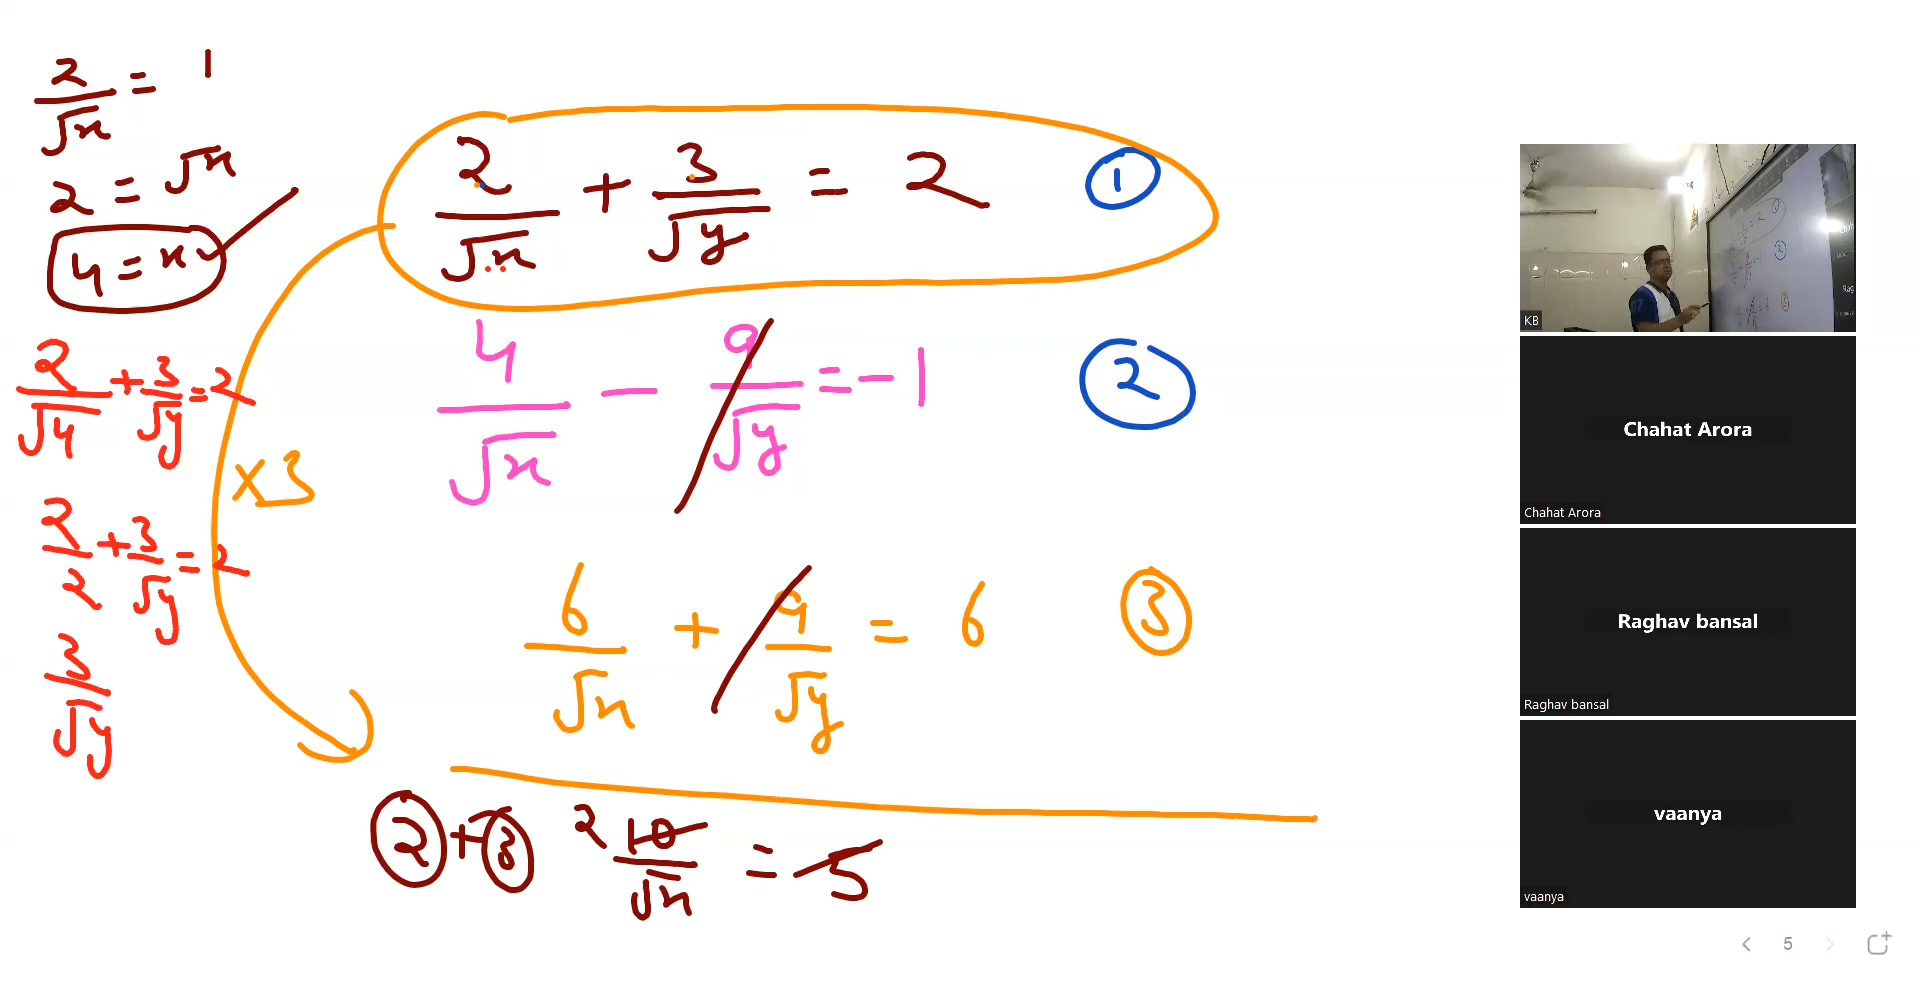 2/√x = 1
2 = √x
4 = x
2/√4 + 3/√y = 2
2/2 + 3/√y = 2
3/√y
×3
2/√x + 3/√y = 2 ①
4/√x − 9/√y = −1 ②
6/√x + 9/√y = 6 ③
② + ③ 2 10/√x = 5
KB
Chahat Arora
Chahat Arora
Raghav bansal
Raghav bansal
vaanya
vaanya
5